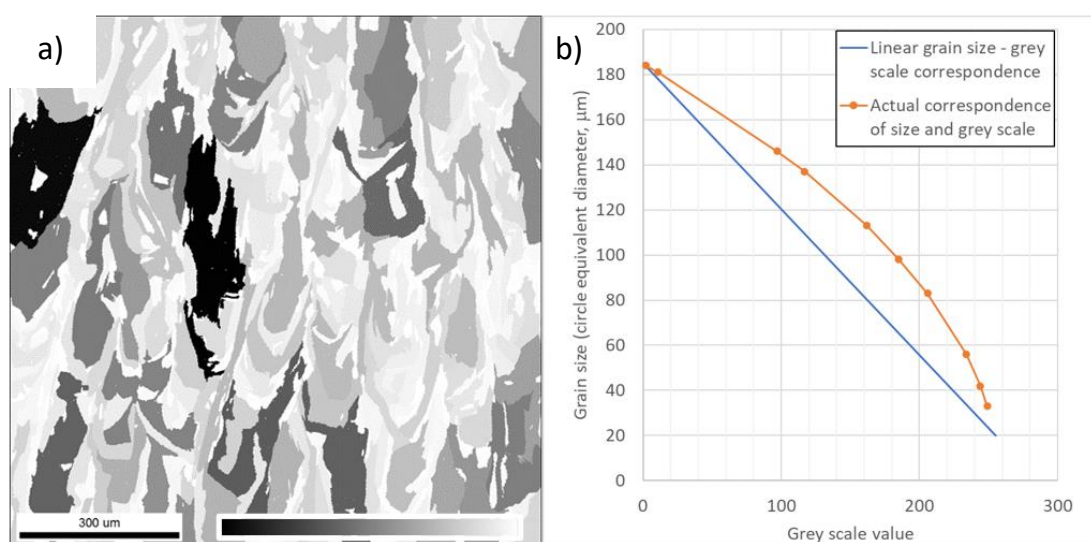 a)
300 um
b)
200
180
160
140
120
100
80
60
40
20
0
Grain size (circle equivalent diameter, μm)
Linear grain size - grey
scale correspondence
Actual correspondence
of size and grey scale
0
100
200
300
Grey scale value